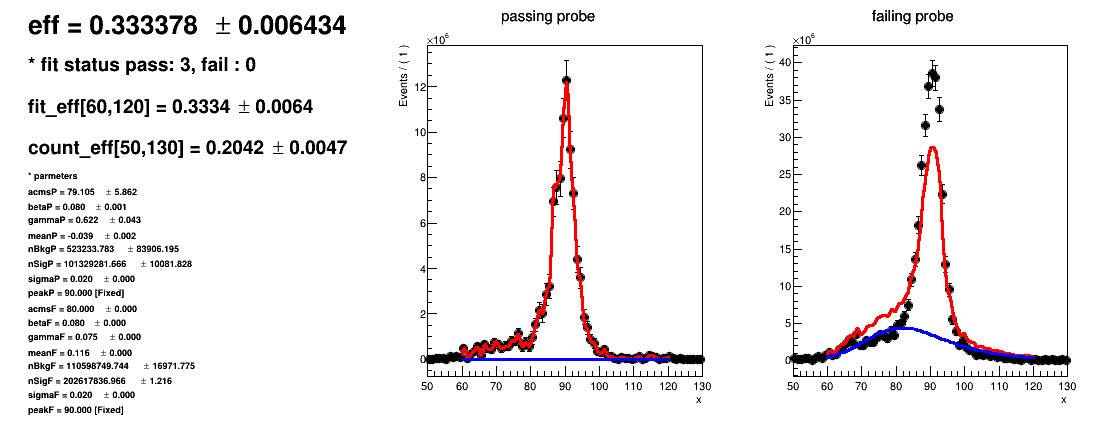 eff = 0.333378 ± 0.006434
* fit status pass: 3, fail : 0
fit_eff[60,120] = 0.3334 ± 0.0064
count_eff[50,130] = 0.2042 ± 0.0047
* parmeters
acmsP = 79.105 ± 5.862
betaP = 0.080 ± 0.001
gammaP = 0.622 ± 0.043
meanP = -0.039 ± 0.002
nBkgP = 523233.783 ± 83906.195
nSigP = 101329281.666 ± 10081.828
sigmaP = 0.020 ± 0.000
peakP = 90.000 [Fixed]
acmsF = 80.000 ± 0.000
betaF = 0.080 ± 0.000
gammaF = 0.075 ± 0.000
meanF = 0.116 ± 0.000
nBkgF = 110598749.744 ± 16971.775
nSigF = 202617836.966 ± 1.216
sigmaF = 0.020 ± 0.000
peakF = 90.000 [Fixed]
passing probe
×10⁶
Events / ( 1 )
12
10
8
6
4
2
0
50 60 70 80 90 100 110 120 130
x
failing probe
×10⁶
Events / ( 1 )
40
35
30
25
20
15
10
5
0
50 60 70 80 90 100 110 120 130
x